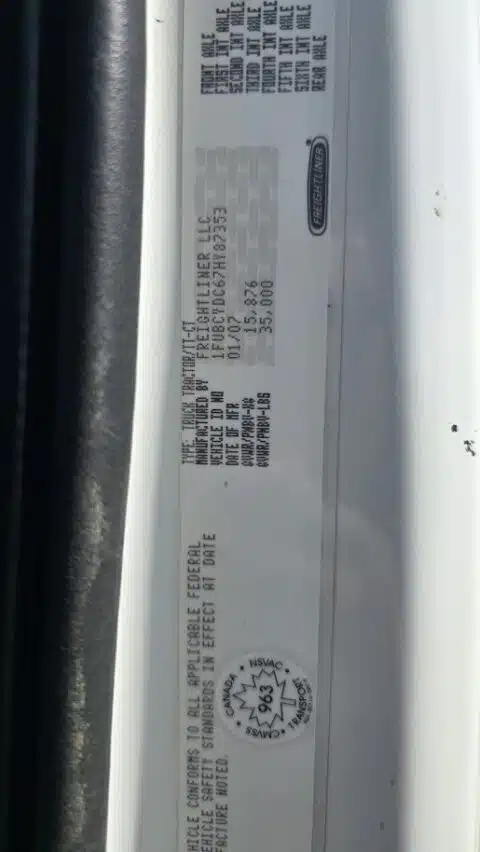 HICLE CONFORMS TO ALL APPLICABLE FEDERAL
EHICLE SAFETY STANDARDS IN EFFECT AT DATE
FACTURE NOTED.
CANADA • NSVAC • TRANSPORT • CMVSS
963
TYPE: TRUCK TRACTOR/TT-CT
MANUFACTURED BY FREIGHTLINER LLC
VEHICLE ID NO 1FUBCYDC67HY87353
DATE OF MFR 01/07
GVWR/PNBV-KG 15,876
GVWR/PNBV-LBS 35,000
FREIGHTLINER
FRONT AXLE
FIRST INT AXLE
SECOND INT AXLE
THIRD INT AXLE
FOURTH INT AXLE
FIFTH INT AXLE
SIXTH INT AXLE
REAR AXLE